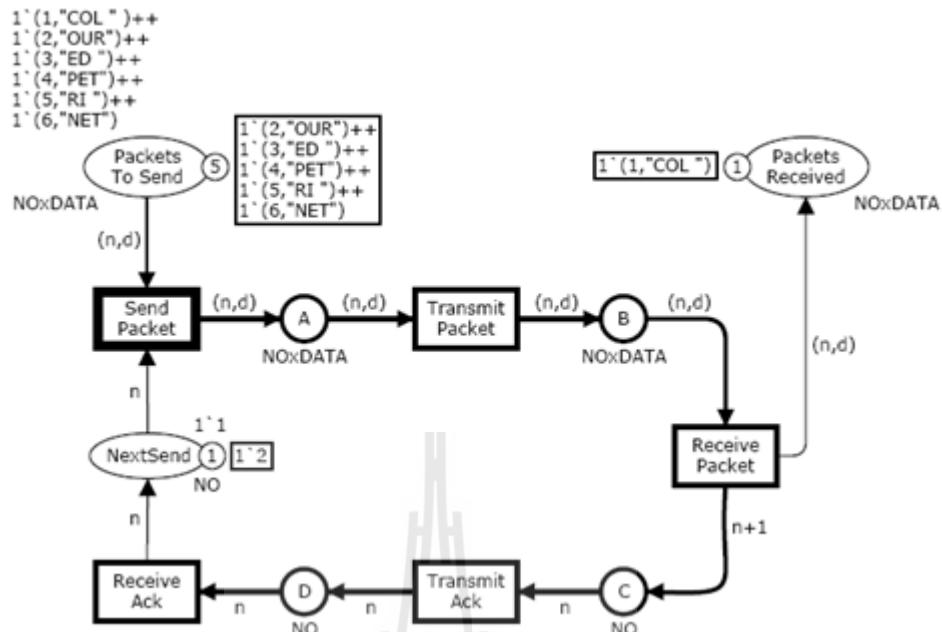 1`(1,"COL " )++
1`(2,"OUR")++
1`(3,"ED ")++
1`(4,"PET")++
1`(5,"RI ")++
1`(6,"NET")
Packets
To Send
5
1`(2,"OUR")++
1`(3,"ED ")++
1`(4,"PET")++
1`(5,"RI ")++
1`(6,"NET")
NOxDATA
1`(1,"COL ")
1
Packets
Received
NOxDATA
(n,d)
Send
Packet
(n,d)
A
NOxDATA
(n,d)
Transmit
Packet
(n,d)
B
NOxDATA
(n,d)
(n,d)
n
1`1
NextSend
1
1`2
NO
Receive
Packet
n
n+1
Receive
Ack
n
D
NO
n
Transmit
Ack
n
C
NO